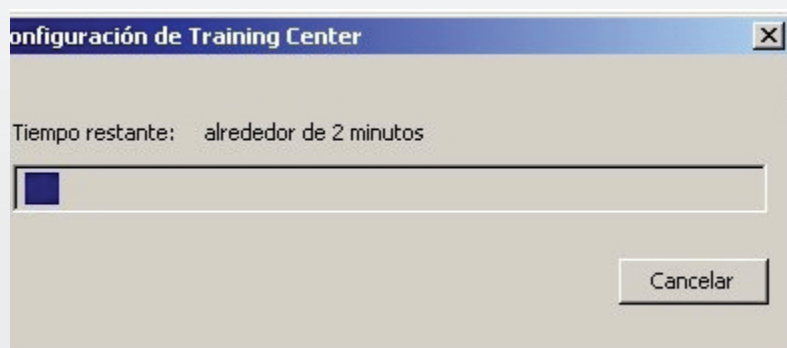 onfiguración de Training Center
Tiempo restante: alrededor de 2 minutos
Cancelar